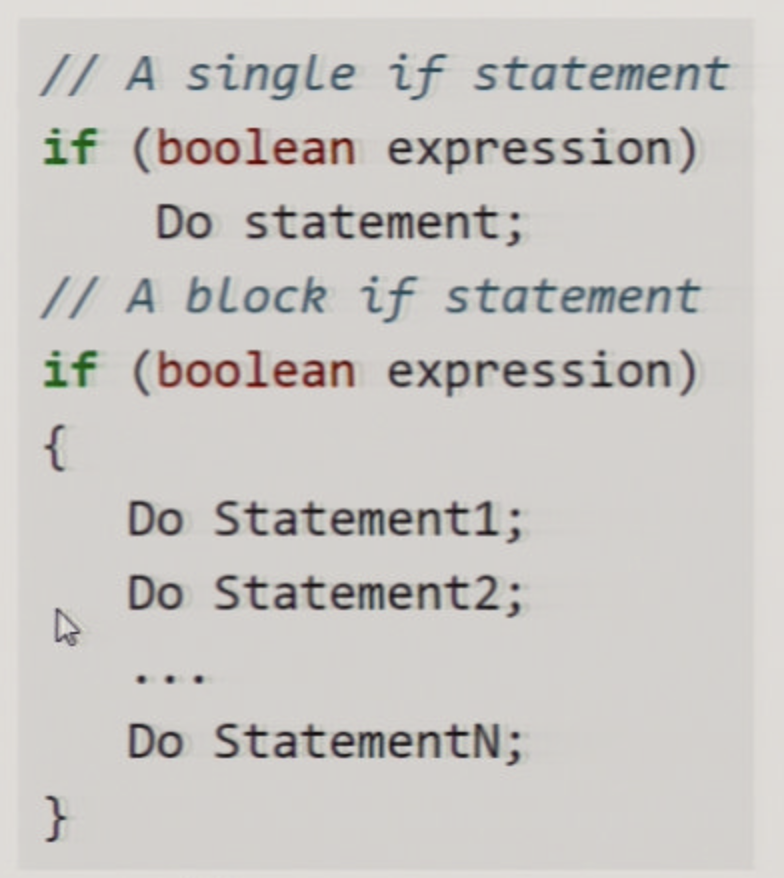 // A single if statement
if (boolean expression)
    Do statement;
// A block if statement
if (boolean expression)
{
   Do Statement1;
   Do Statement2;
   ...
   Do StatementN;
}